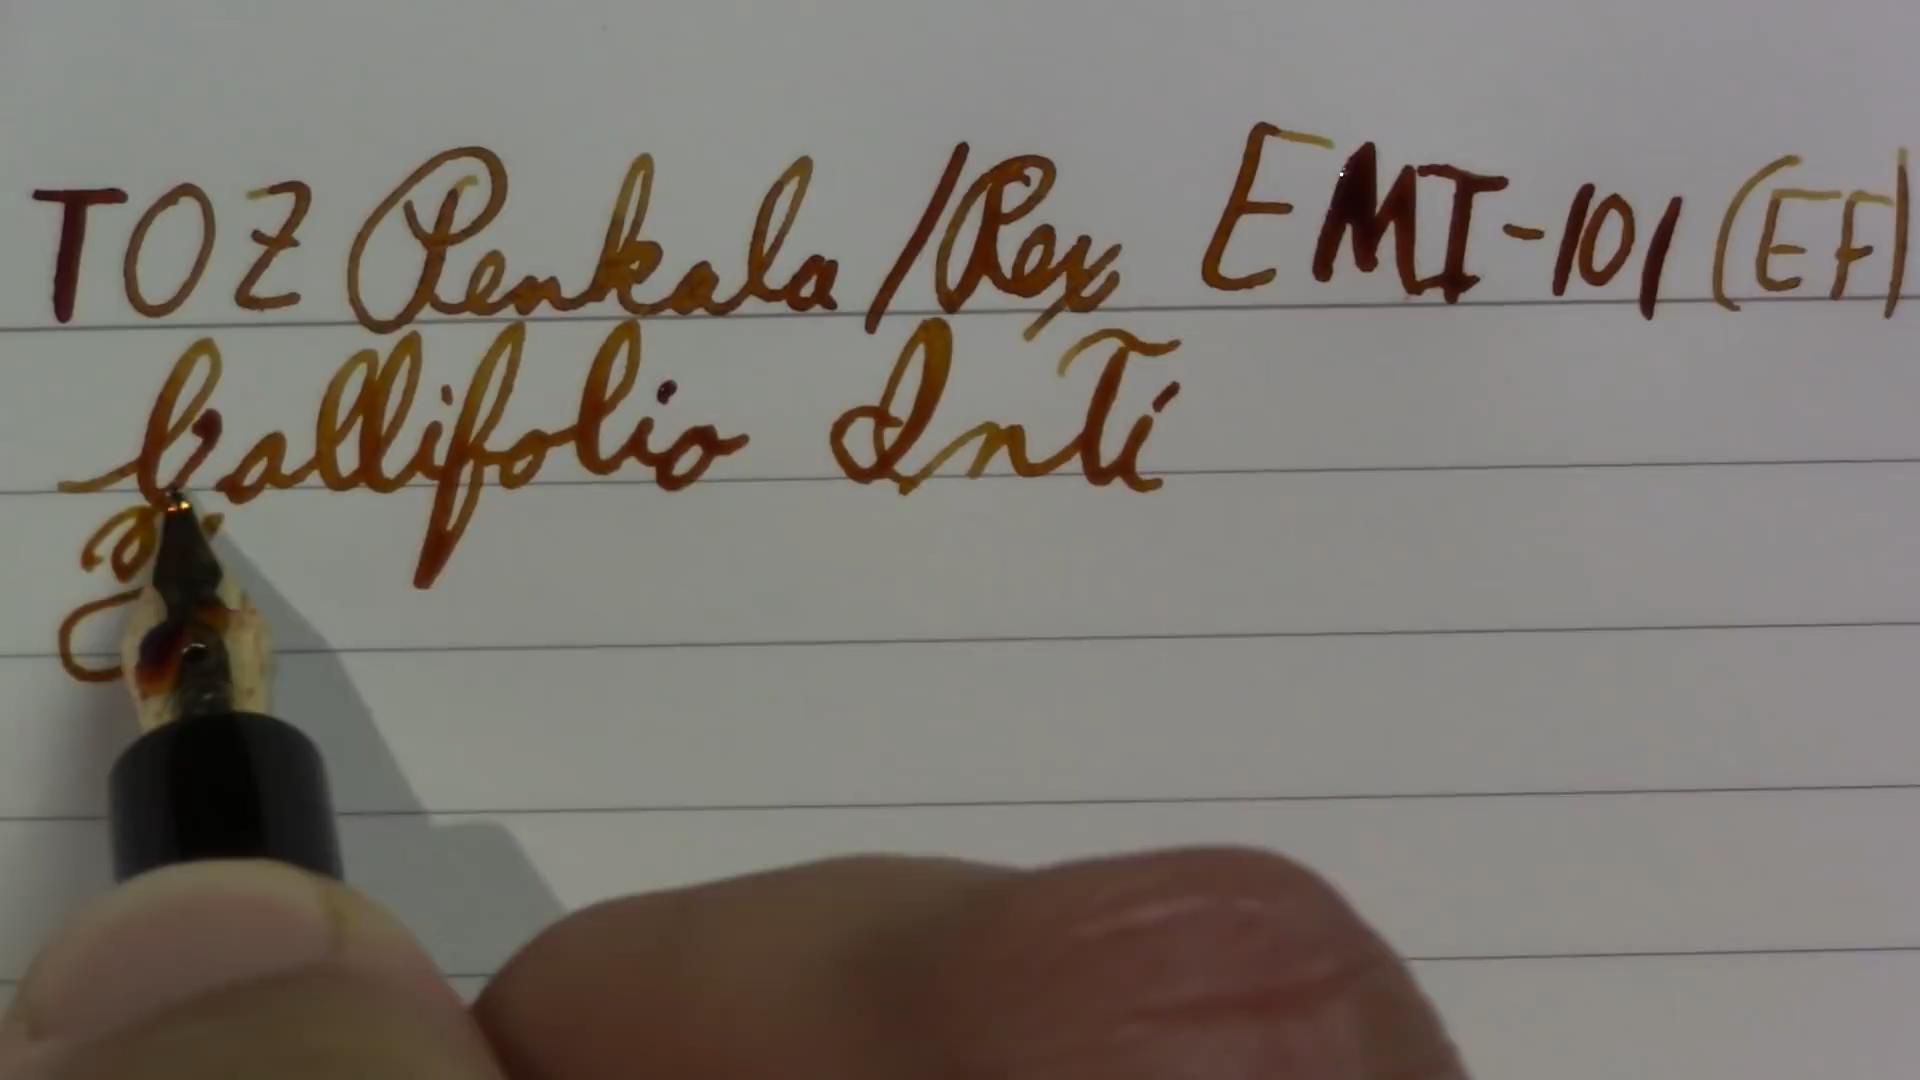 TOZ Penkala/Rex EMI-101 (EF)
Callifolio Inti